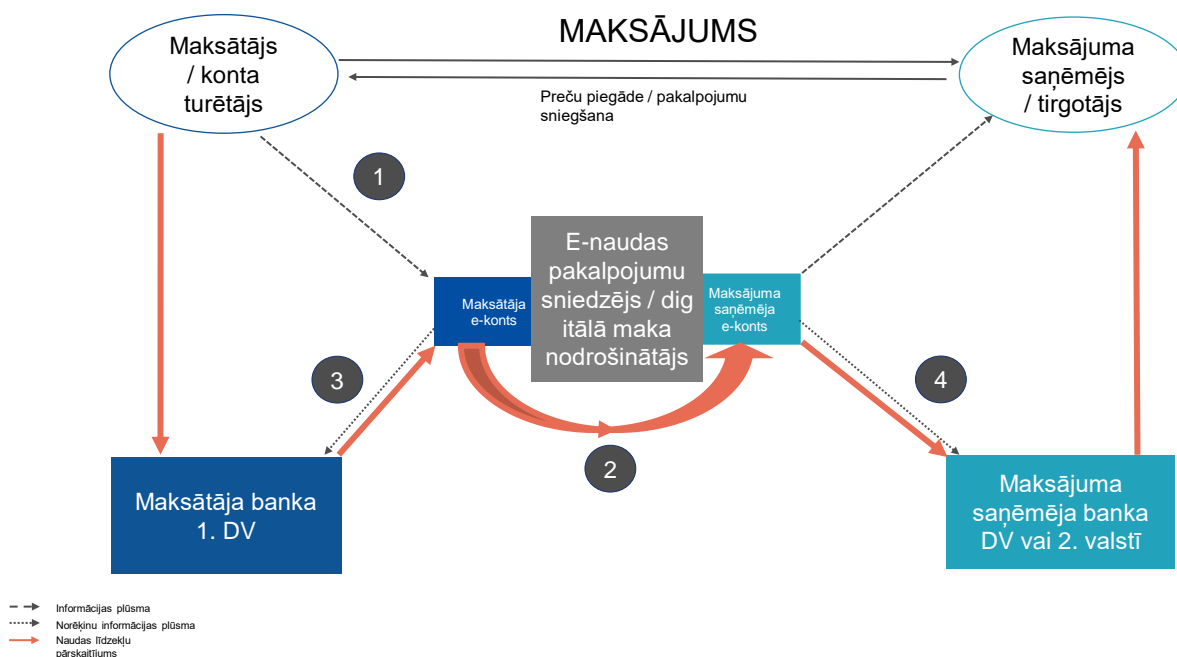 MAKSĀJUMS
Maksātājs
/ konta
turētājs
Maksājuma
saņēmējs
/ tirgotājs
Preču piegāde / pakalpojumu
sniegšana
1
E-naudas
pakalpojumu
sniedzējs / dig
itālā maka
nodrošinātājs
Maksātāja
e-konts
Maksājuma
saņēmēja
e-konts
3
4
2
Maksātāja banka
1. DV
Maksājuma
saņēmēja banka
DV vai 2. valstī
Informācijas plūsma
Norēķinu informācijas plūsma
Naudas līdzekļu
pārskaitījums